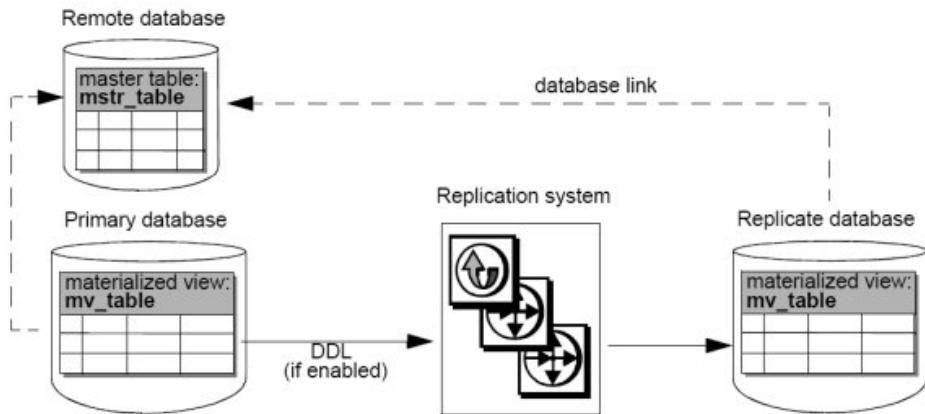 Remote database
master table:
mstr_table
database link
Replication system
Primary database
Replicate database
materialized view:
mv_table
materialized view:
mv_table
DDL
(if enabled)